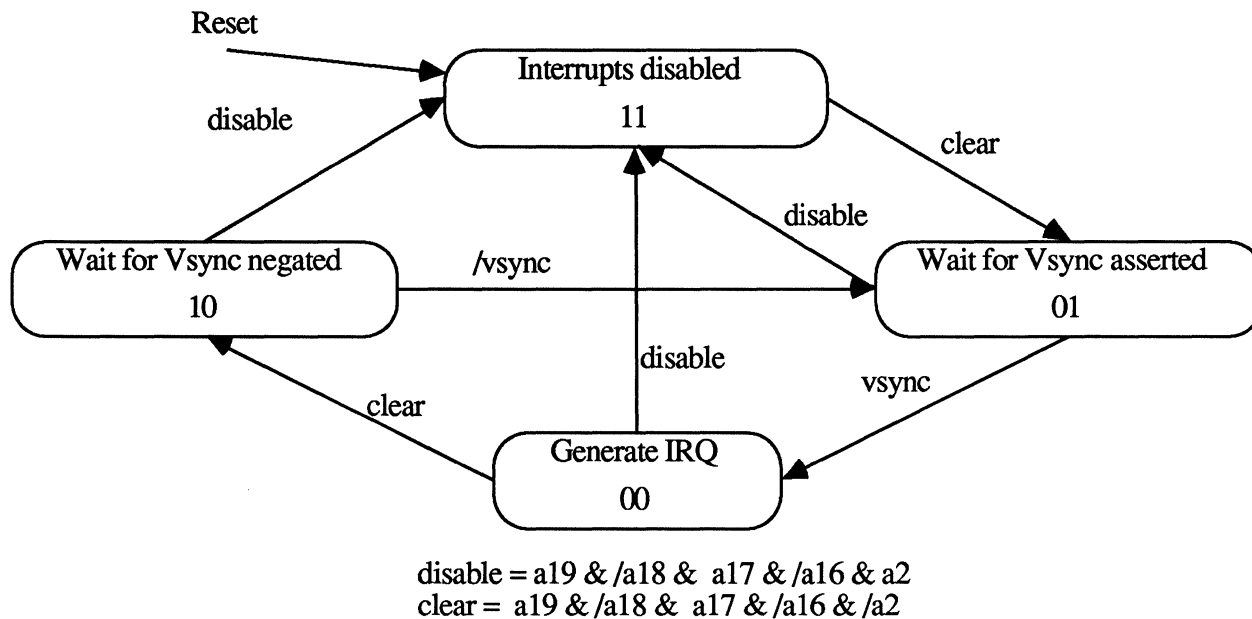 Reset
Interrupts disabled
11
disable
clear
disable
Wait for Vsync negated
10
/vsync
Wait for Vsync asserted
01
disable
vsync
clear
Generate IRQ
00
disable = a19 & /a18 & a17 & /a16 & a2
clear = a19 & /a18 & a17 & /a16 & /a2